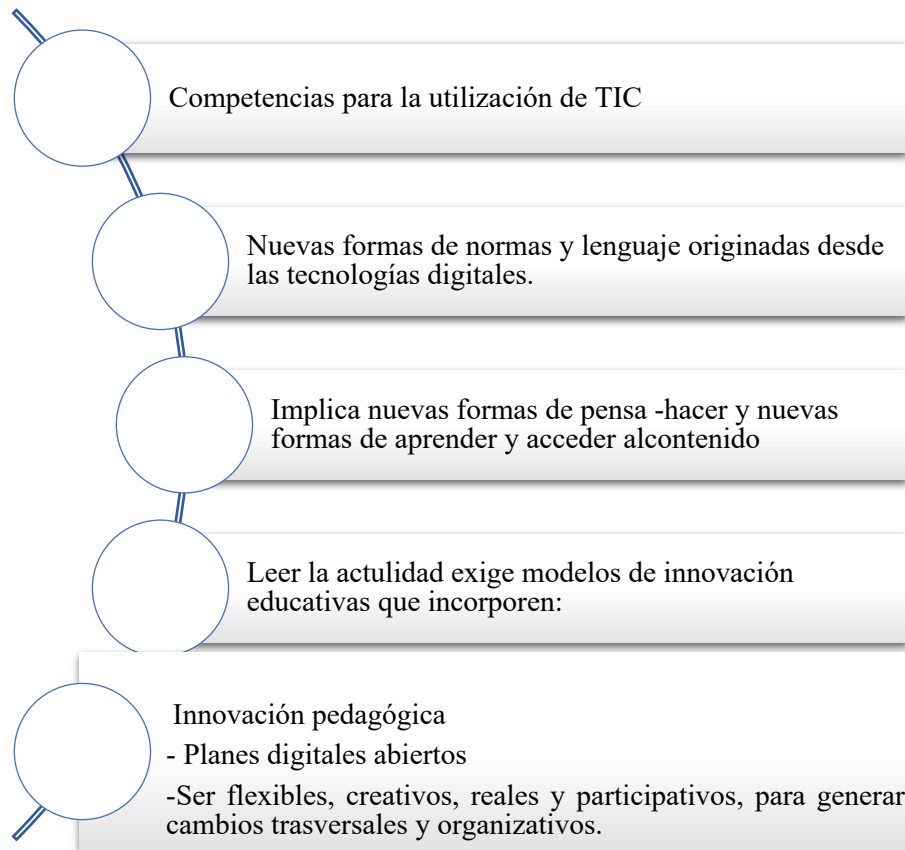 Competencias para la utilización de TIC
Nuevas formas de normas y lenguaje originadas desde
las tecnologías digitales.
Implica nuevas formas de pensa -hacer y nuevas
formas de aprender y acceder alcontenido
Leer la actulidad exige modelos de innovación
educativas que incorporen:
Innovación pedagógica
- Planes digitales abiertos
-Ser flexibles, creativos, reales y participativos, para generar
cambios trasversales y organizativos.